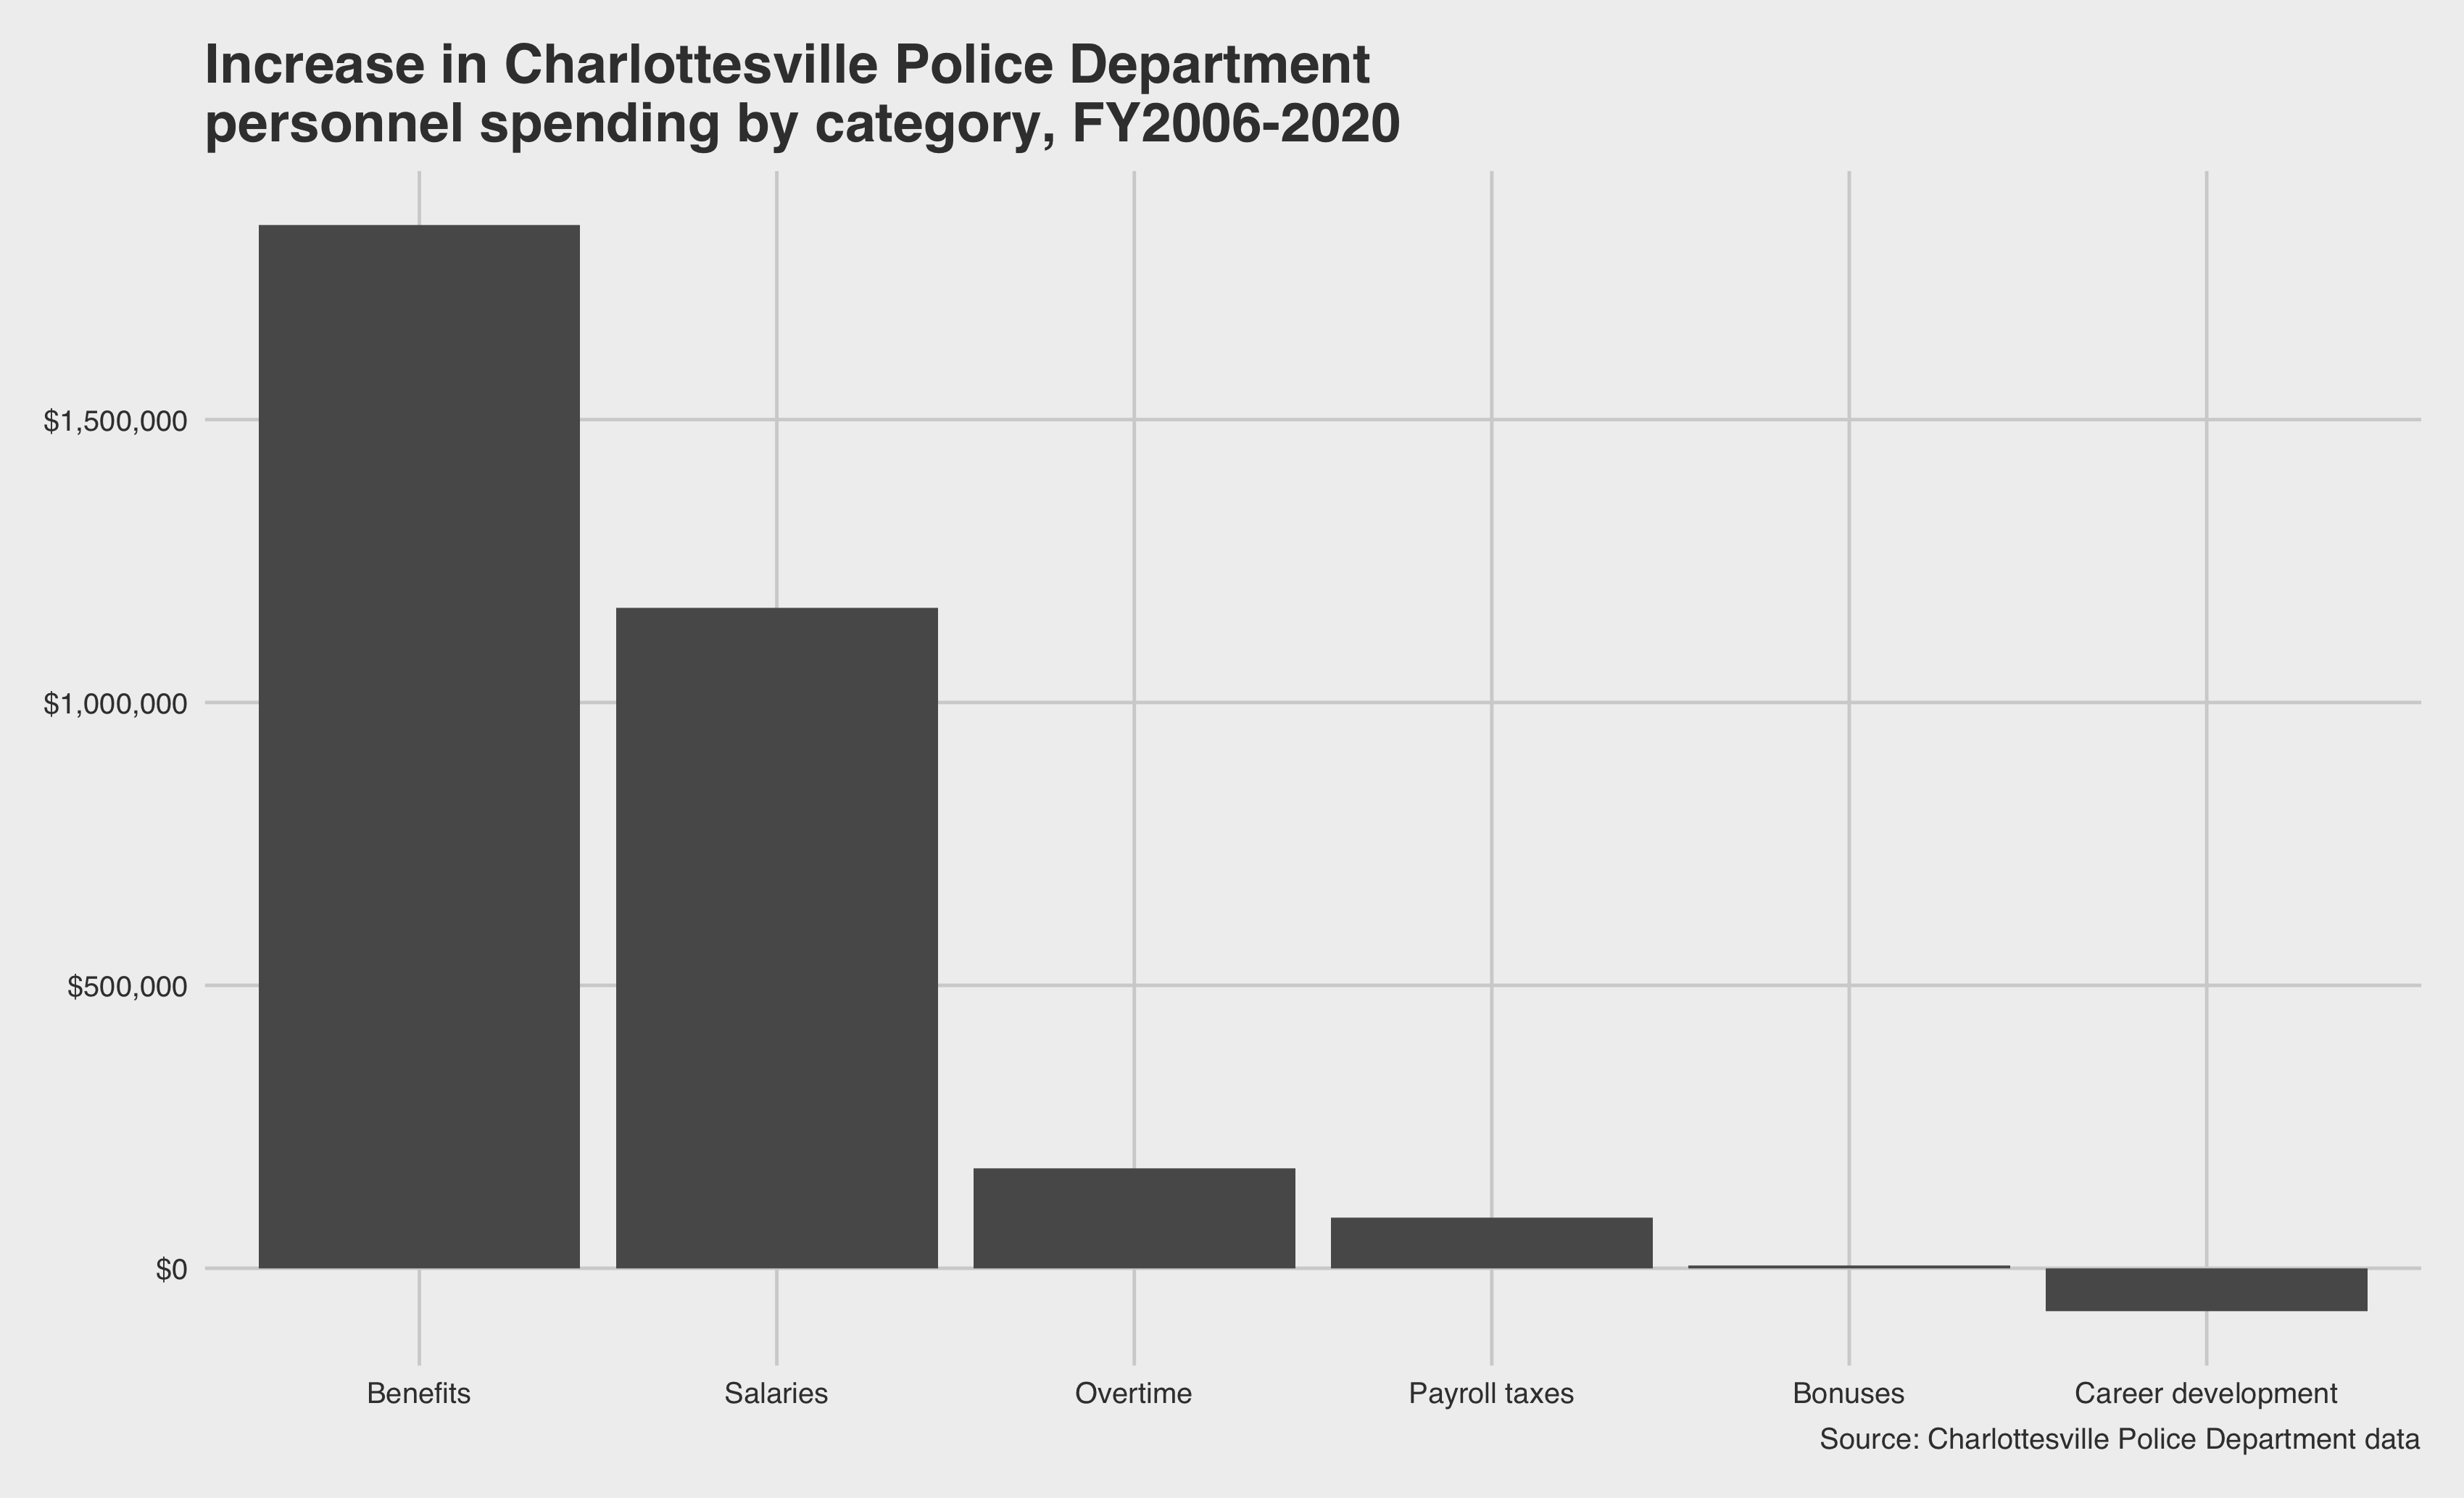 Increase in Charlottesville Police Department
personnel spending by category, FY2006-2020
$1,500,000
$1,000,000
$500,000
$0
Benefits
Salaries
Overtime
Payroll taxes
Bonuses
Career development
Source: Charlottesville Police Department data